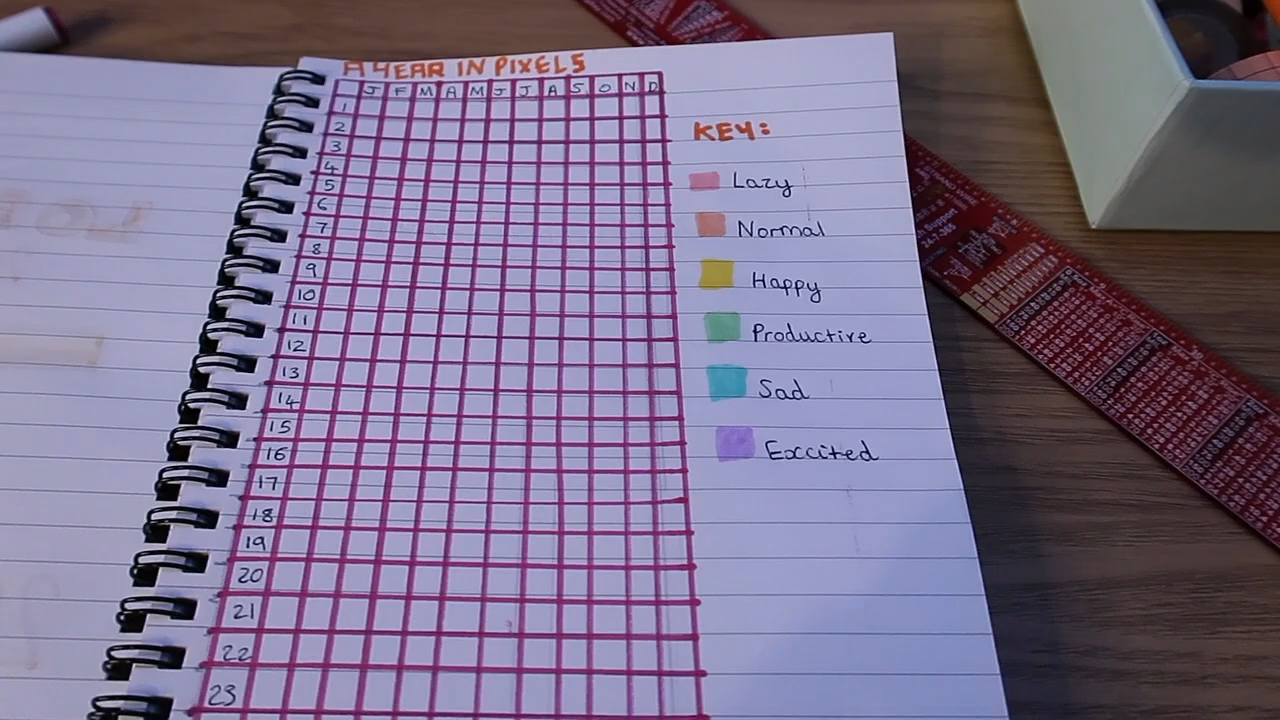 A YEAR IN PIXELS
J F M A M J J A S O N D
1
2
3
4
5
6
7
8
9
10
11
12
13
14
15
16
17
18
19
20
21
22
23
KEY:
Lazy
Normal
Happy
Productive
Sad
Exccited